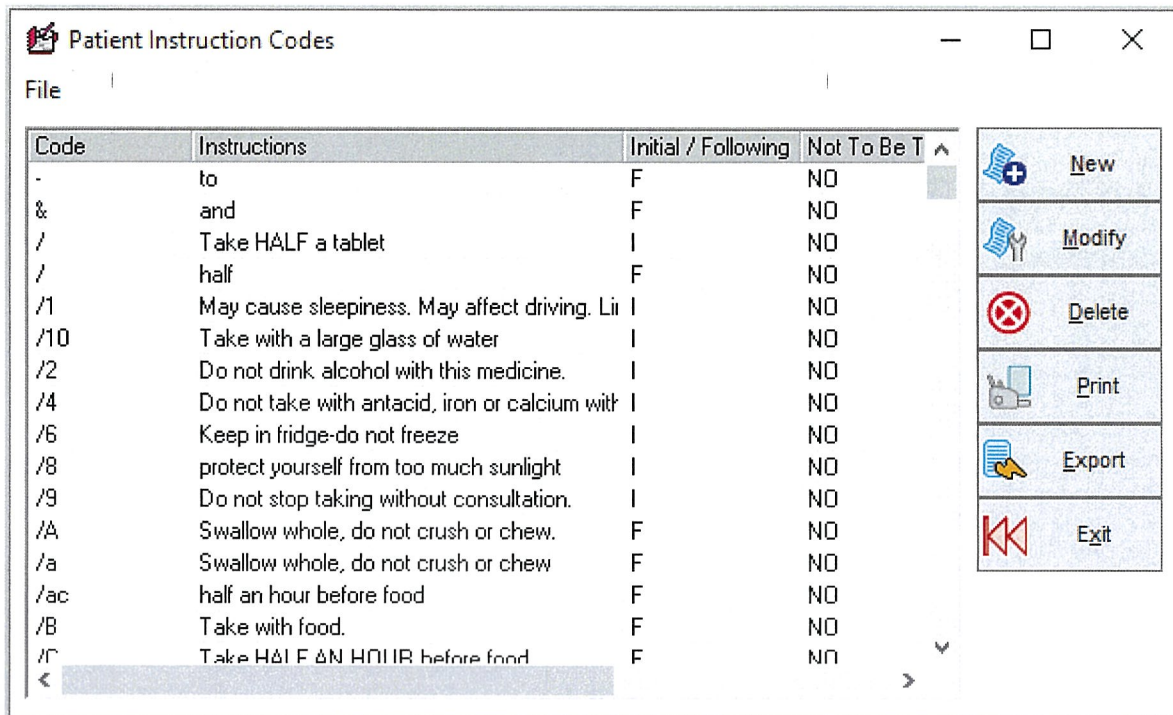 Patient Instruction Codes
File
Code Instructions Initial / Following Not To Be T
- to F NO
& and F NO
/ Take HALF a tablet I NO
/ half F NO
/1 May cause sleepiness. May affect driving. Lir I NO
/10 Take with a large glass of water I NO
/2 Do not drink alcohol with this medicine. I NO
/4 Do not take with antacid, iron or calcium with I NO
/6 Keep in fridge-do not freeze I NO
/8 protect yourself from too much sunlight I NO
/9 Do not stop taking without consultation. I NO
/A Swallow whole, do not crush or chew. F NO
/a Swallow whole, do not crush or chew F NO
/ac half an hour before food F NO
/B Take with food. F NO
/C Take HALF AN HOUR before food F NO
New
Modify
Delete
Print
Export
Exit